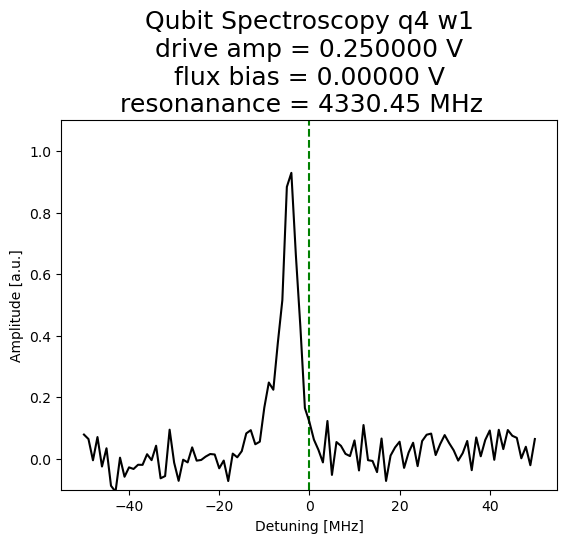 Qubit Spectroscopy q4 w1
drive amp = 0.250000 V
flux bias = 0.00000 V
resonanance = 4330.45 MHz
1.0
0.8
0.6
0.4
0.2
0.0
Amplitude [a.u.]
−40
−20
0
20
40
Detuning [MHz]